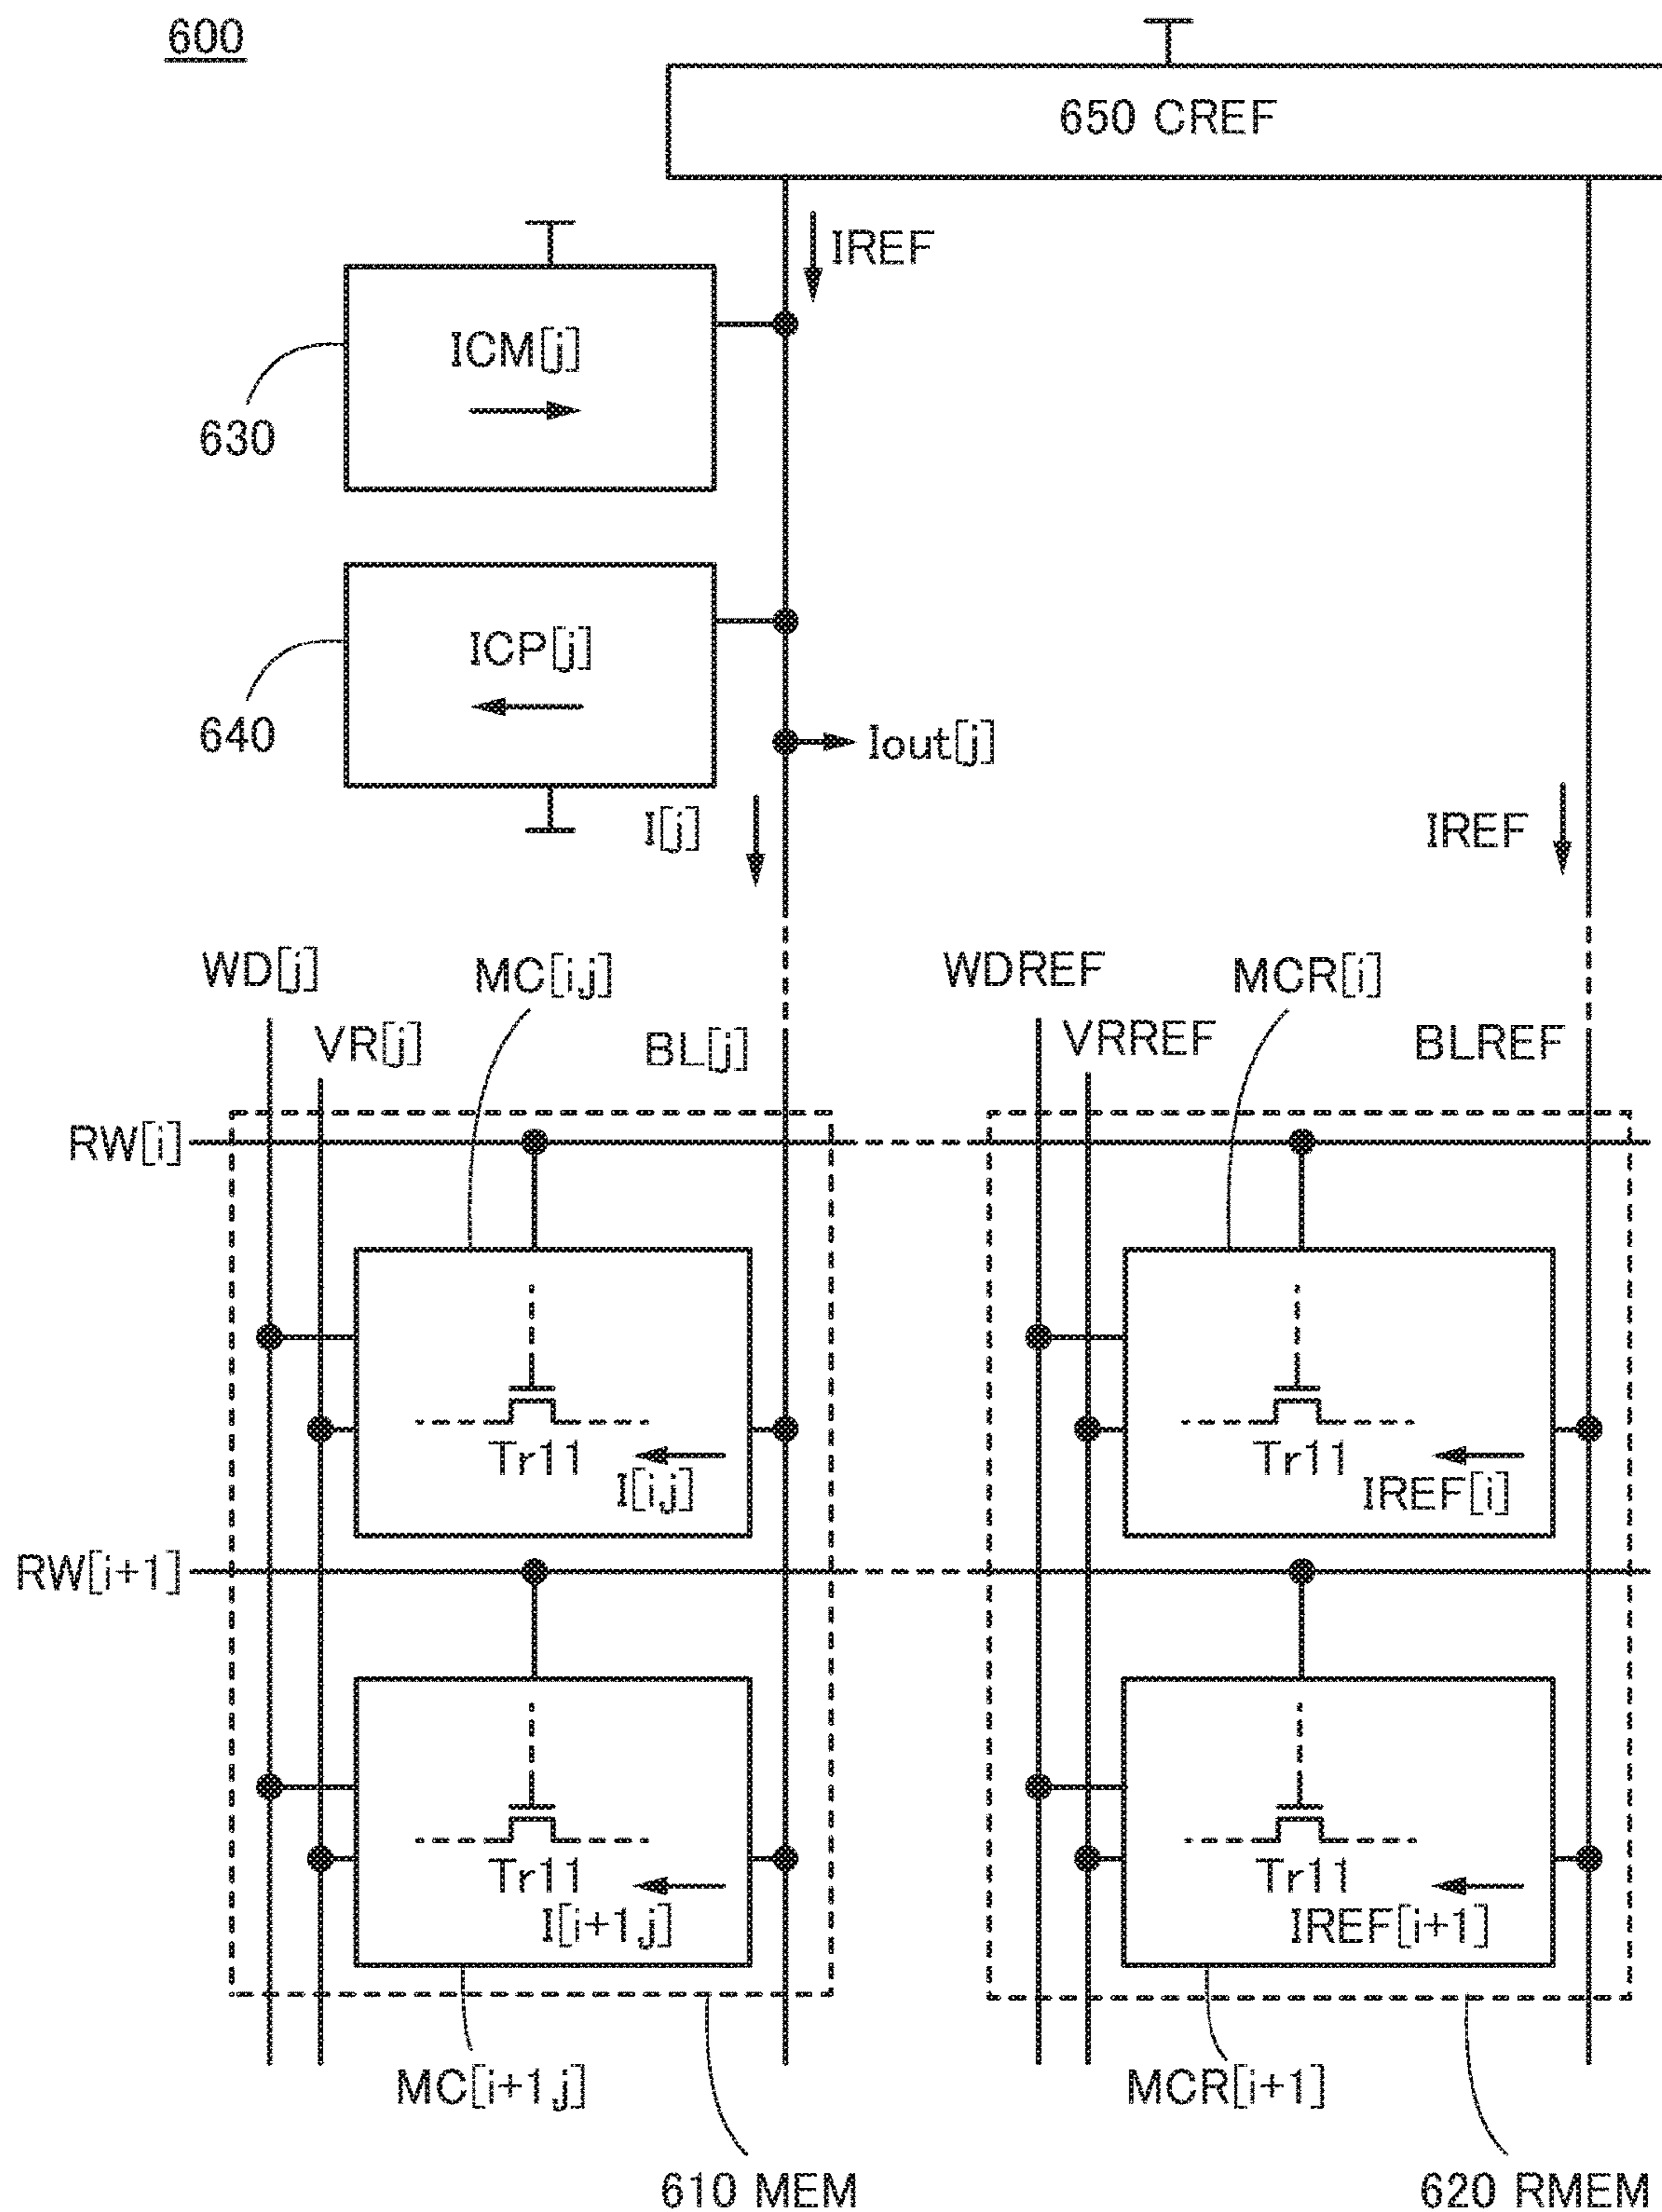 600
650 CREF
IREF
ICM[j]
630
ICP[j]
640
Iout[j]
I[j]
IREF
WD[j]
MC[i,j]
WDREF
MCR[i]
VR[j]
BL[j]
VRREF
BLREF
RW[i]
Tr11
I[i,j]
Tr11
IREF[i]
RW[i+1]
Tr11
I[i+1,j]
Tr11
IREF[i+1]
MC[i+1,j]
MCR[i+1]
610 MEM
620 RMEM